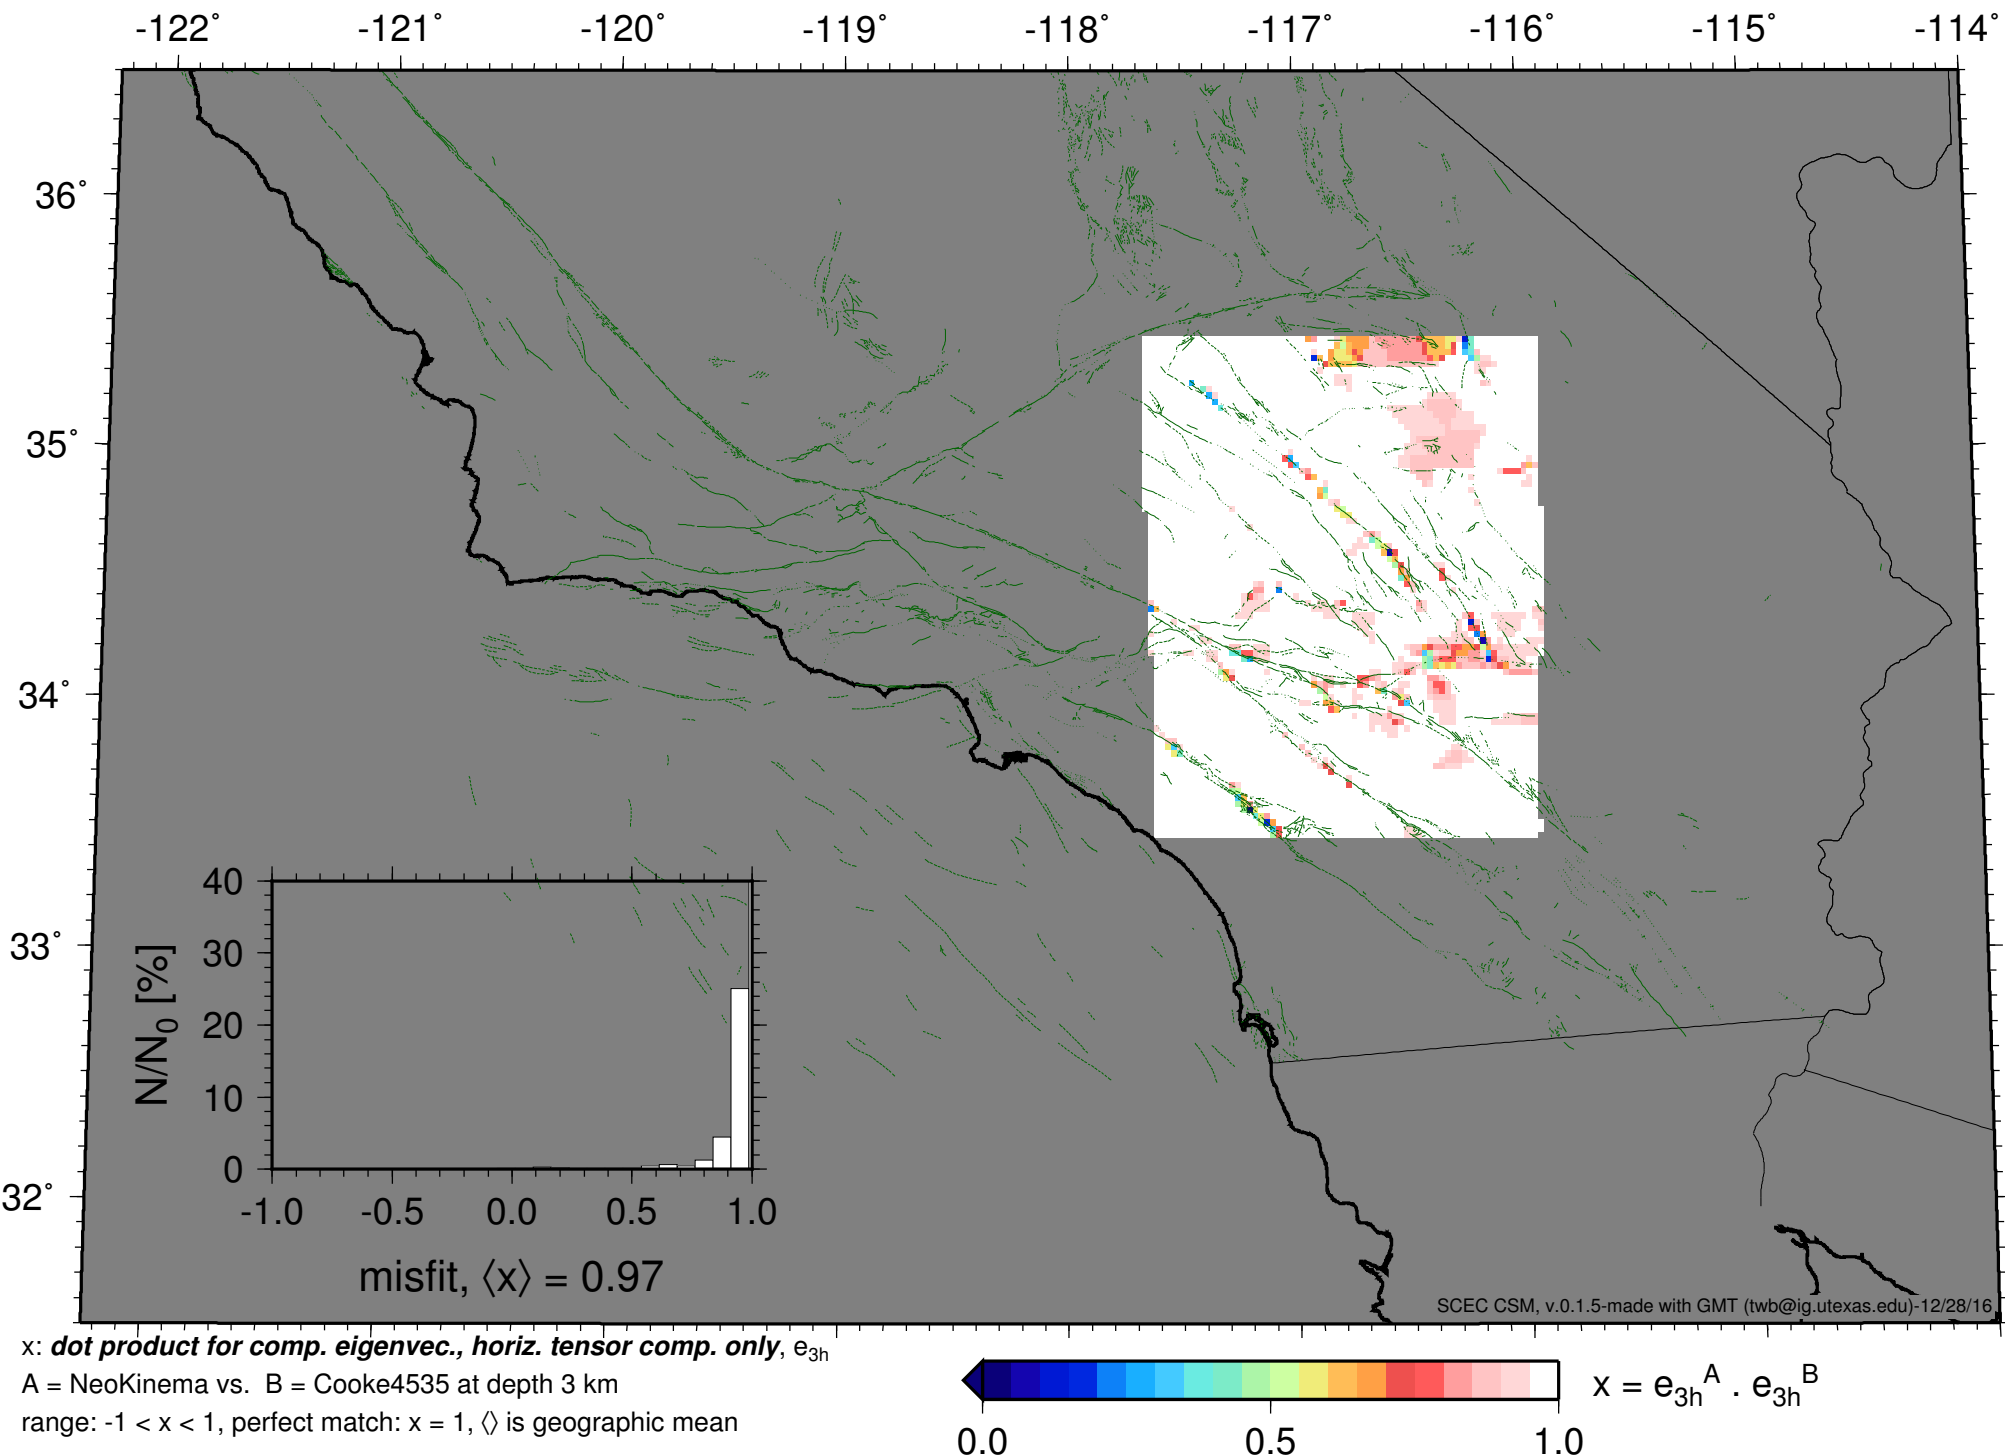 -122° -121° -120° -119° -118° -117° -116° -115° -114°
36°
35°
34°
33°
32°
40
30
20
10
0
N/N0 [%]
-1.0 -0.5 0.0 0.5 1.0
misfit, ⟨x⟩ = 0.97
SCEC CSM, v.0.1.5-made with GMT (twb@ig.utexas.edu)-12/28/16
x: dot product for comp. eigenvec., horiz. tensor comp. only, e3h
A = NeoKinema vs. B = Cooke4535 at depth 3 km
range: -1 < x < 1, perfect match: x = 1, ⟨⟩ is geographic mean
x = e3hA . e3hB
0.0 0.5 1.0